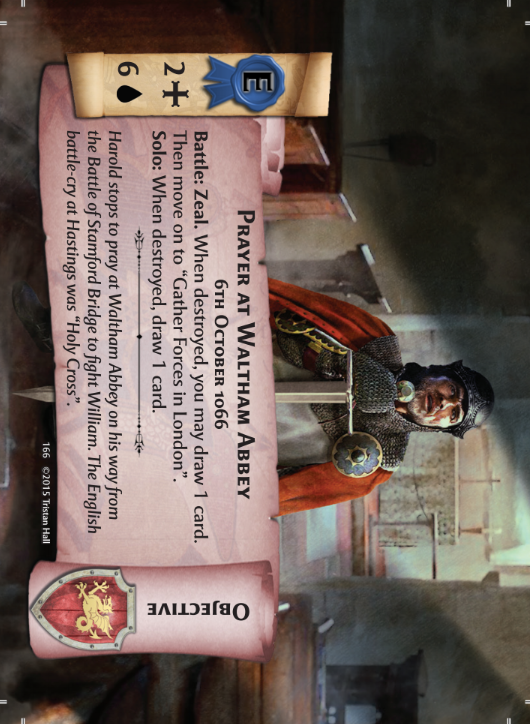 E
2
6
PRAYER AT WALTHAM ABBEY
6TH OCTOBER 1066
Battle: Zeal. When destroyed, you may draw 1 card.
Then move on to “Gather Forces in London”.
Solo: When destroyed, draw 1 card.
Harold stops to pray at Waltham Abbey on his way from
the Battle of Stamford Bridge to fight William. The English
battle-cry at Hastings was “Holy Cross”.
166 ©2015 Tristan Hall
OBJECTIVE